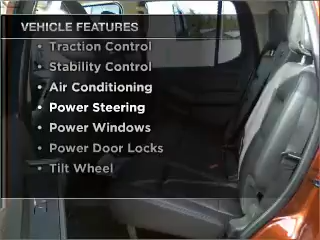 VEHICLE FEATURES
• Traction Control
• Stability Control
• Air Conditioning
• Power Steering
• Power Windows
• Power Door Locks
• Tilt Wheel